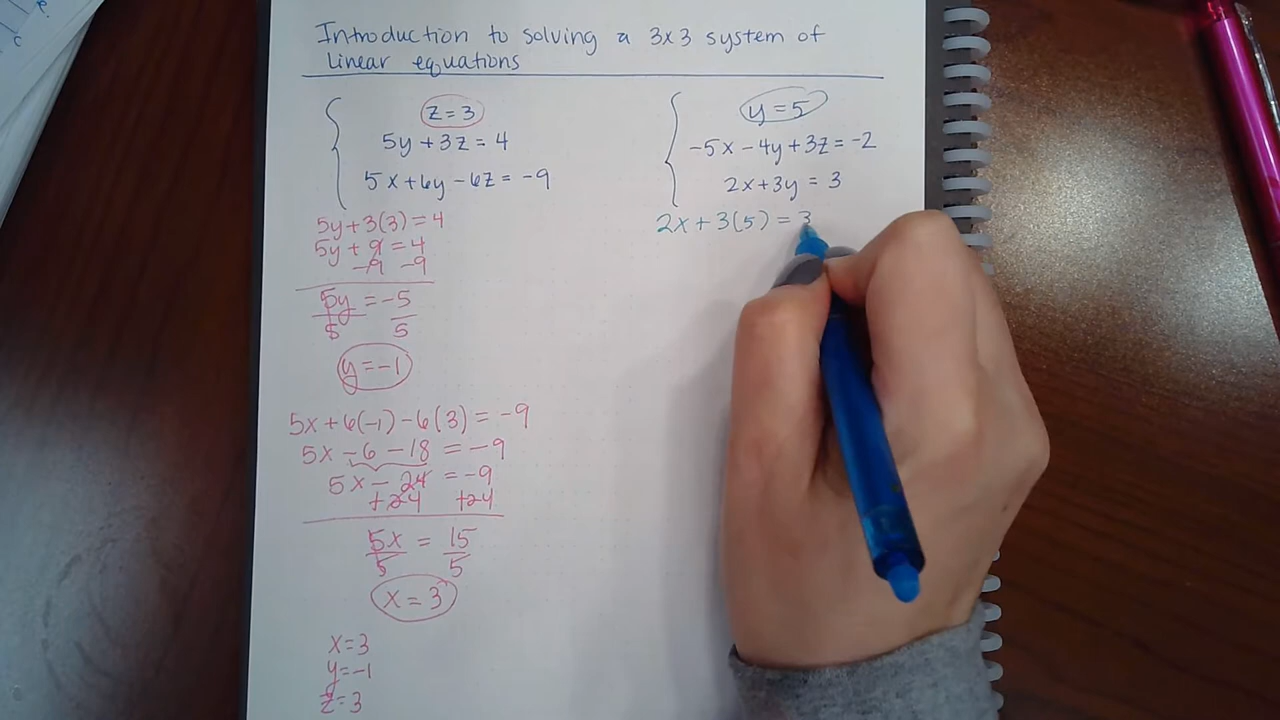 Introduction to solving a 3x3 system of
linear equations
z = 3
5y + 3z = 4
5x + 6y - 6z = -9
5y + 3(3) = 4
5y + 9 = 4
-9 -9
5y = -5
5 5
y = -1
5x + 6(-1) - 6(3) = -9
5x - 6 - 18 = -9
5x - 24 = -9
+24 +24
5x = 15
5 5
x = 3
x = 3
y = -1
z = 3
y = 5
-5x - 4y + 3z = -2
2x + 3y = 3
2x + 3(5) = 3